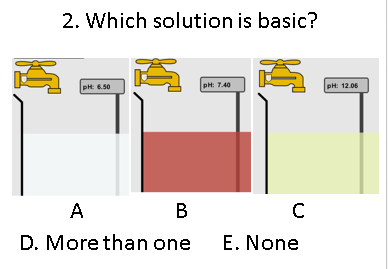 2. Which solution is basic?
pH: 6.50 pH: 7.40 pH: 12.06
A B C
D. More than one E. None